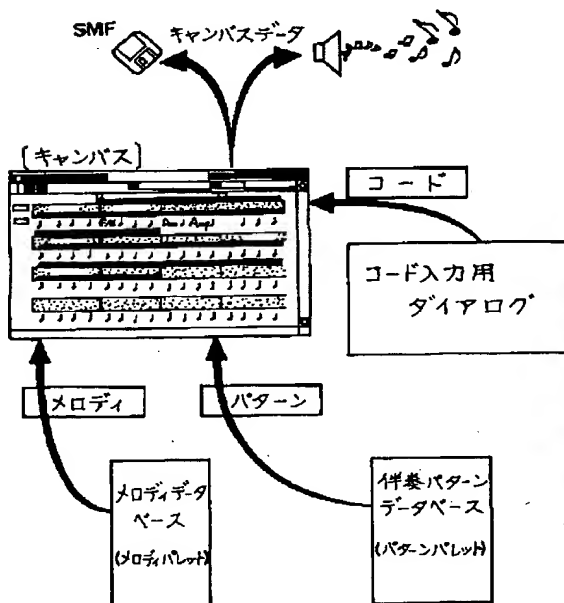 SMF
キャンバスデータ
[キャンバス]
コード
コード入力用
ダイアログ
メロディ
パターン
メロディデータ
ベース
(メロディパレット)
伴奏パターン
データベース
(パターンパレット)